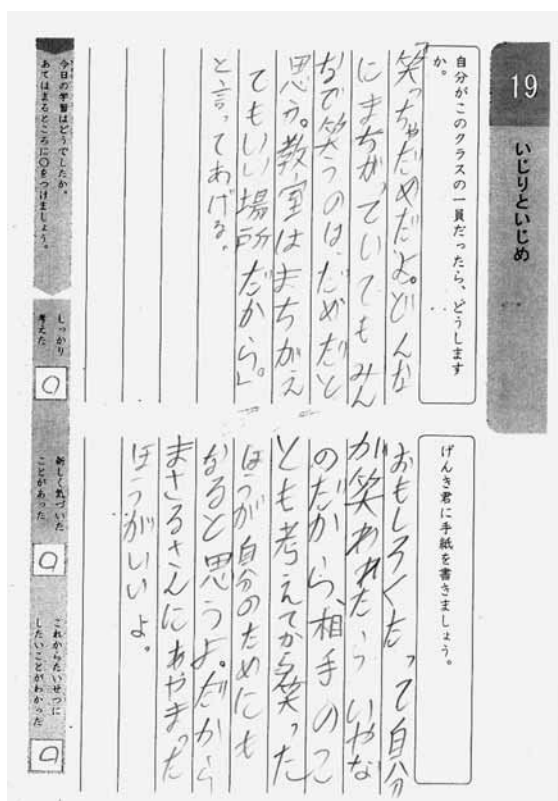 19
いじりといじめ
自分がこのクラスの一員だったら、どうします
か。
「笑っちゃだめだよ。どんな
にまちがっていてもみん
なで笑うのは、だめだと
思う。教室はまちがえ
てもいい場所だから。」
と言ってあげる。
げんき君に手紙を書きましょう。
おもしろくたって自分
が笑われたらいやな
のだから、相手のこ
とも考えてから笑った
ほうが自分のためにも
なると思うよ。だから
まさるさんにあやまった
ほうがいいよ。
今日の学習はどうでしたか。
あてはまるところに○をつけましょう。
しっかり
考えた
○
新しく気づいた
ことがあった
○
これからたいせつに
したいことがわかった
○